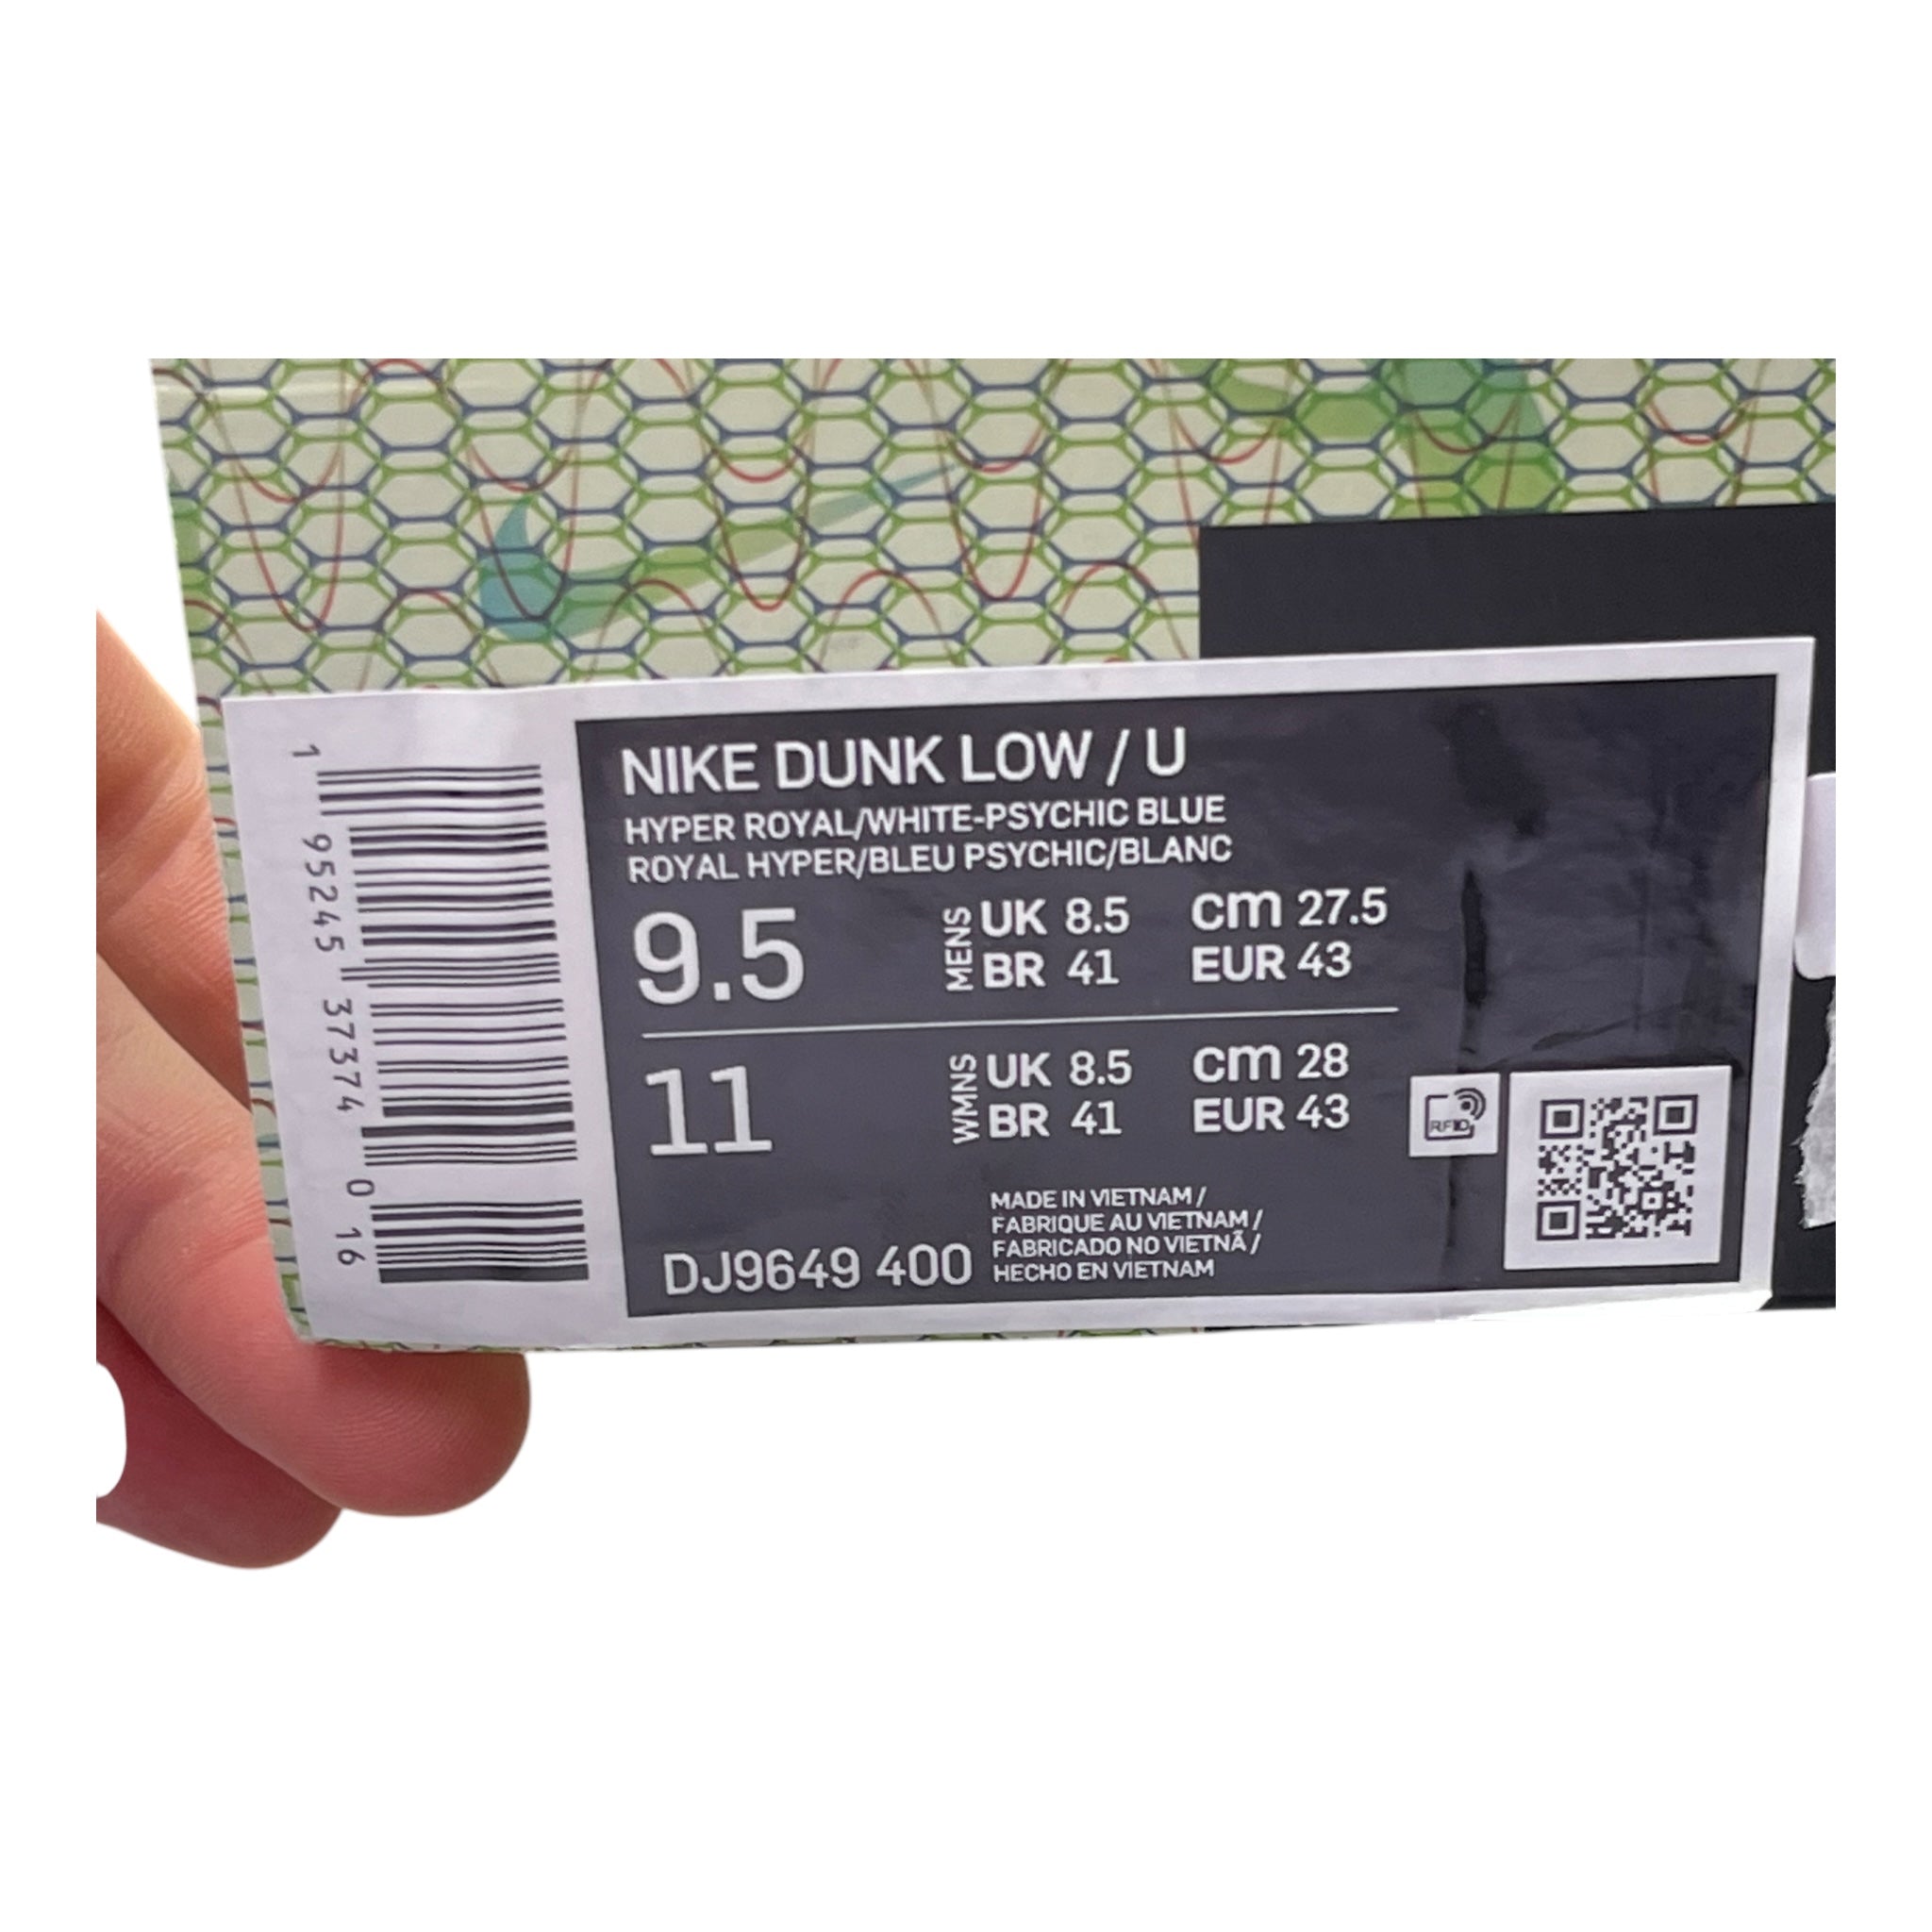 NIKE DUNK LOW / U
HYPER ROYAL/WHITE-PSYCHIC BLUE
ROYAL HYPER/BLEU PSYCHIC/BLANC
9.5 MENS UK 8.5 cm 27.5
BR 41 EUR 43
11 WMNS UK 8.5 cm 28
BR 41 EUR 43
RFID
MADE IN VIETNAM /
FABRIQUE AU VIETNAM /
FABRICADO NO VIETNÃ /
HECHO EN VIETNAM
DJ9649 400
1 95245 37374 0 16